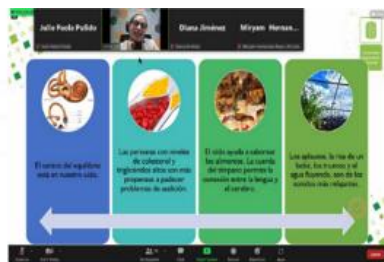 Julie Paola Pulido
Diana Jiménez
Miryam Hernan...
El sentido del equilibrio
está en nuestro oído.
Las personas con niveles
de colesterol y
triglicéridos altos son más
propensas a padecer
problemas de audición.
El oído ayuda a saborear
los alimentos. La cuerda
del tímpano permite la
conexión entre la lengua y
el cerebro.
Los aplausos, la risa de un
bebé, los truenos y el
agua fluyendo, son de los
sonidos más relajantes.